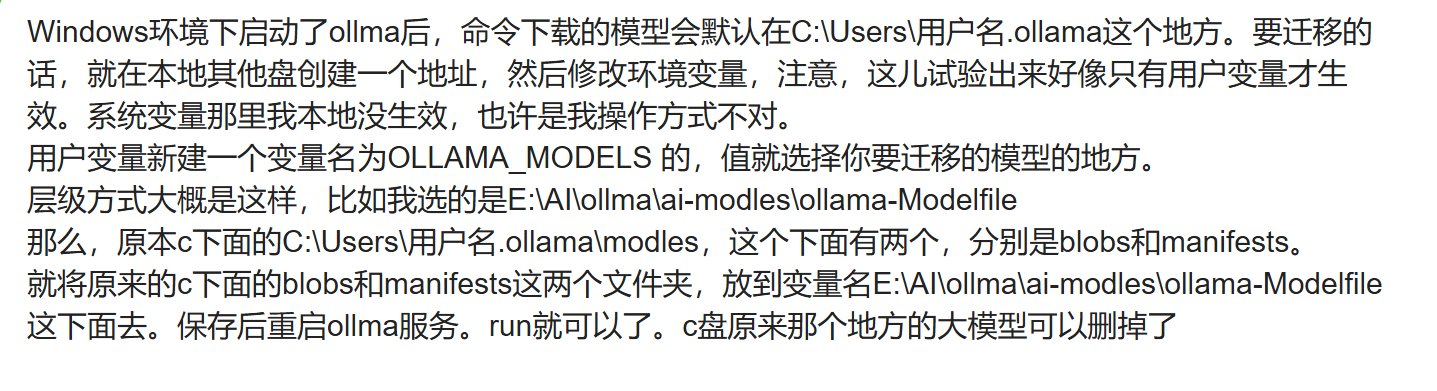 Windows环境下启动了ollma后，命令下载的模型会默认在C:\Users\用户名.ollama这个地方。要迁移的
话，就在本地其他盘创建一个地址，然后修改环境变量，注意，这儿试验出来好像只有用户变量才生
效。系统变量那里我本地没生效，也许是我操作方式不对。
用户变量新建一个变量名为OLLAMA_MODELS 的，值就选择你要迁移的模型的地方。
层级方式大概是这样，比如我选的是E:\AI\ollma\ai-modles\ollama-Modelfile
那么，原本c下面的C:\Users\用户名.ollama\modles，这个下面有两个，分别是blobs和manifests。
就将原来的c下面的blobs和manifests这两个文件夹，放到变量名E:\AI\ollma\ai-modles\ollama-Modelfile
这下面去。保存后重启ollma服务。run就可以了。c盘原来那个地方的大模型可以删掉了